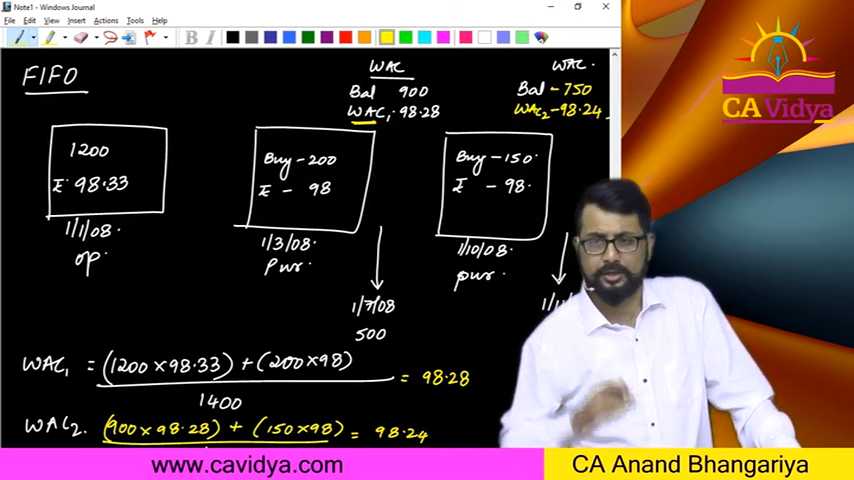 Note1 - Windows Journal
File Edit View Insert Actions Tools Help
B I
FIFO
WAC
Bal 900
WAC1 - 98.28
WAC.
Bal - 750
WAC2 - 98.24
CA Vidya
1200
98.33
1/1/08.
op.
Buy - 200
- 98
1/3/08.
Pur.
1/7/08
500
Buy - 150.
- 98.
1/10/08.
pur.
WAC1 = (1200 x 98.33) + (200 x 98)
1400
= 98.28
WAC2. (900 x 98.28) + (150 x 98) = 98.24
www.cavidya.com
CA Anand Bhangariya